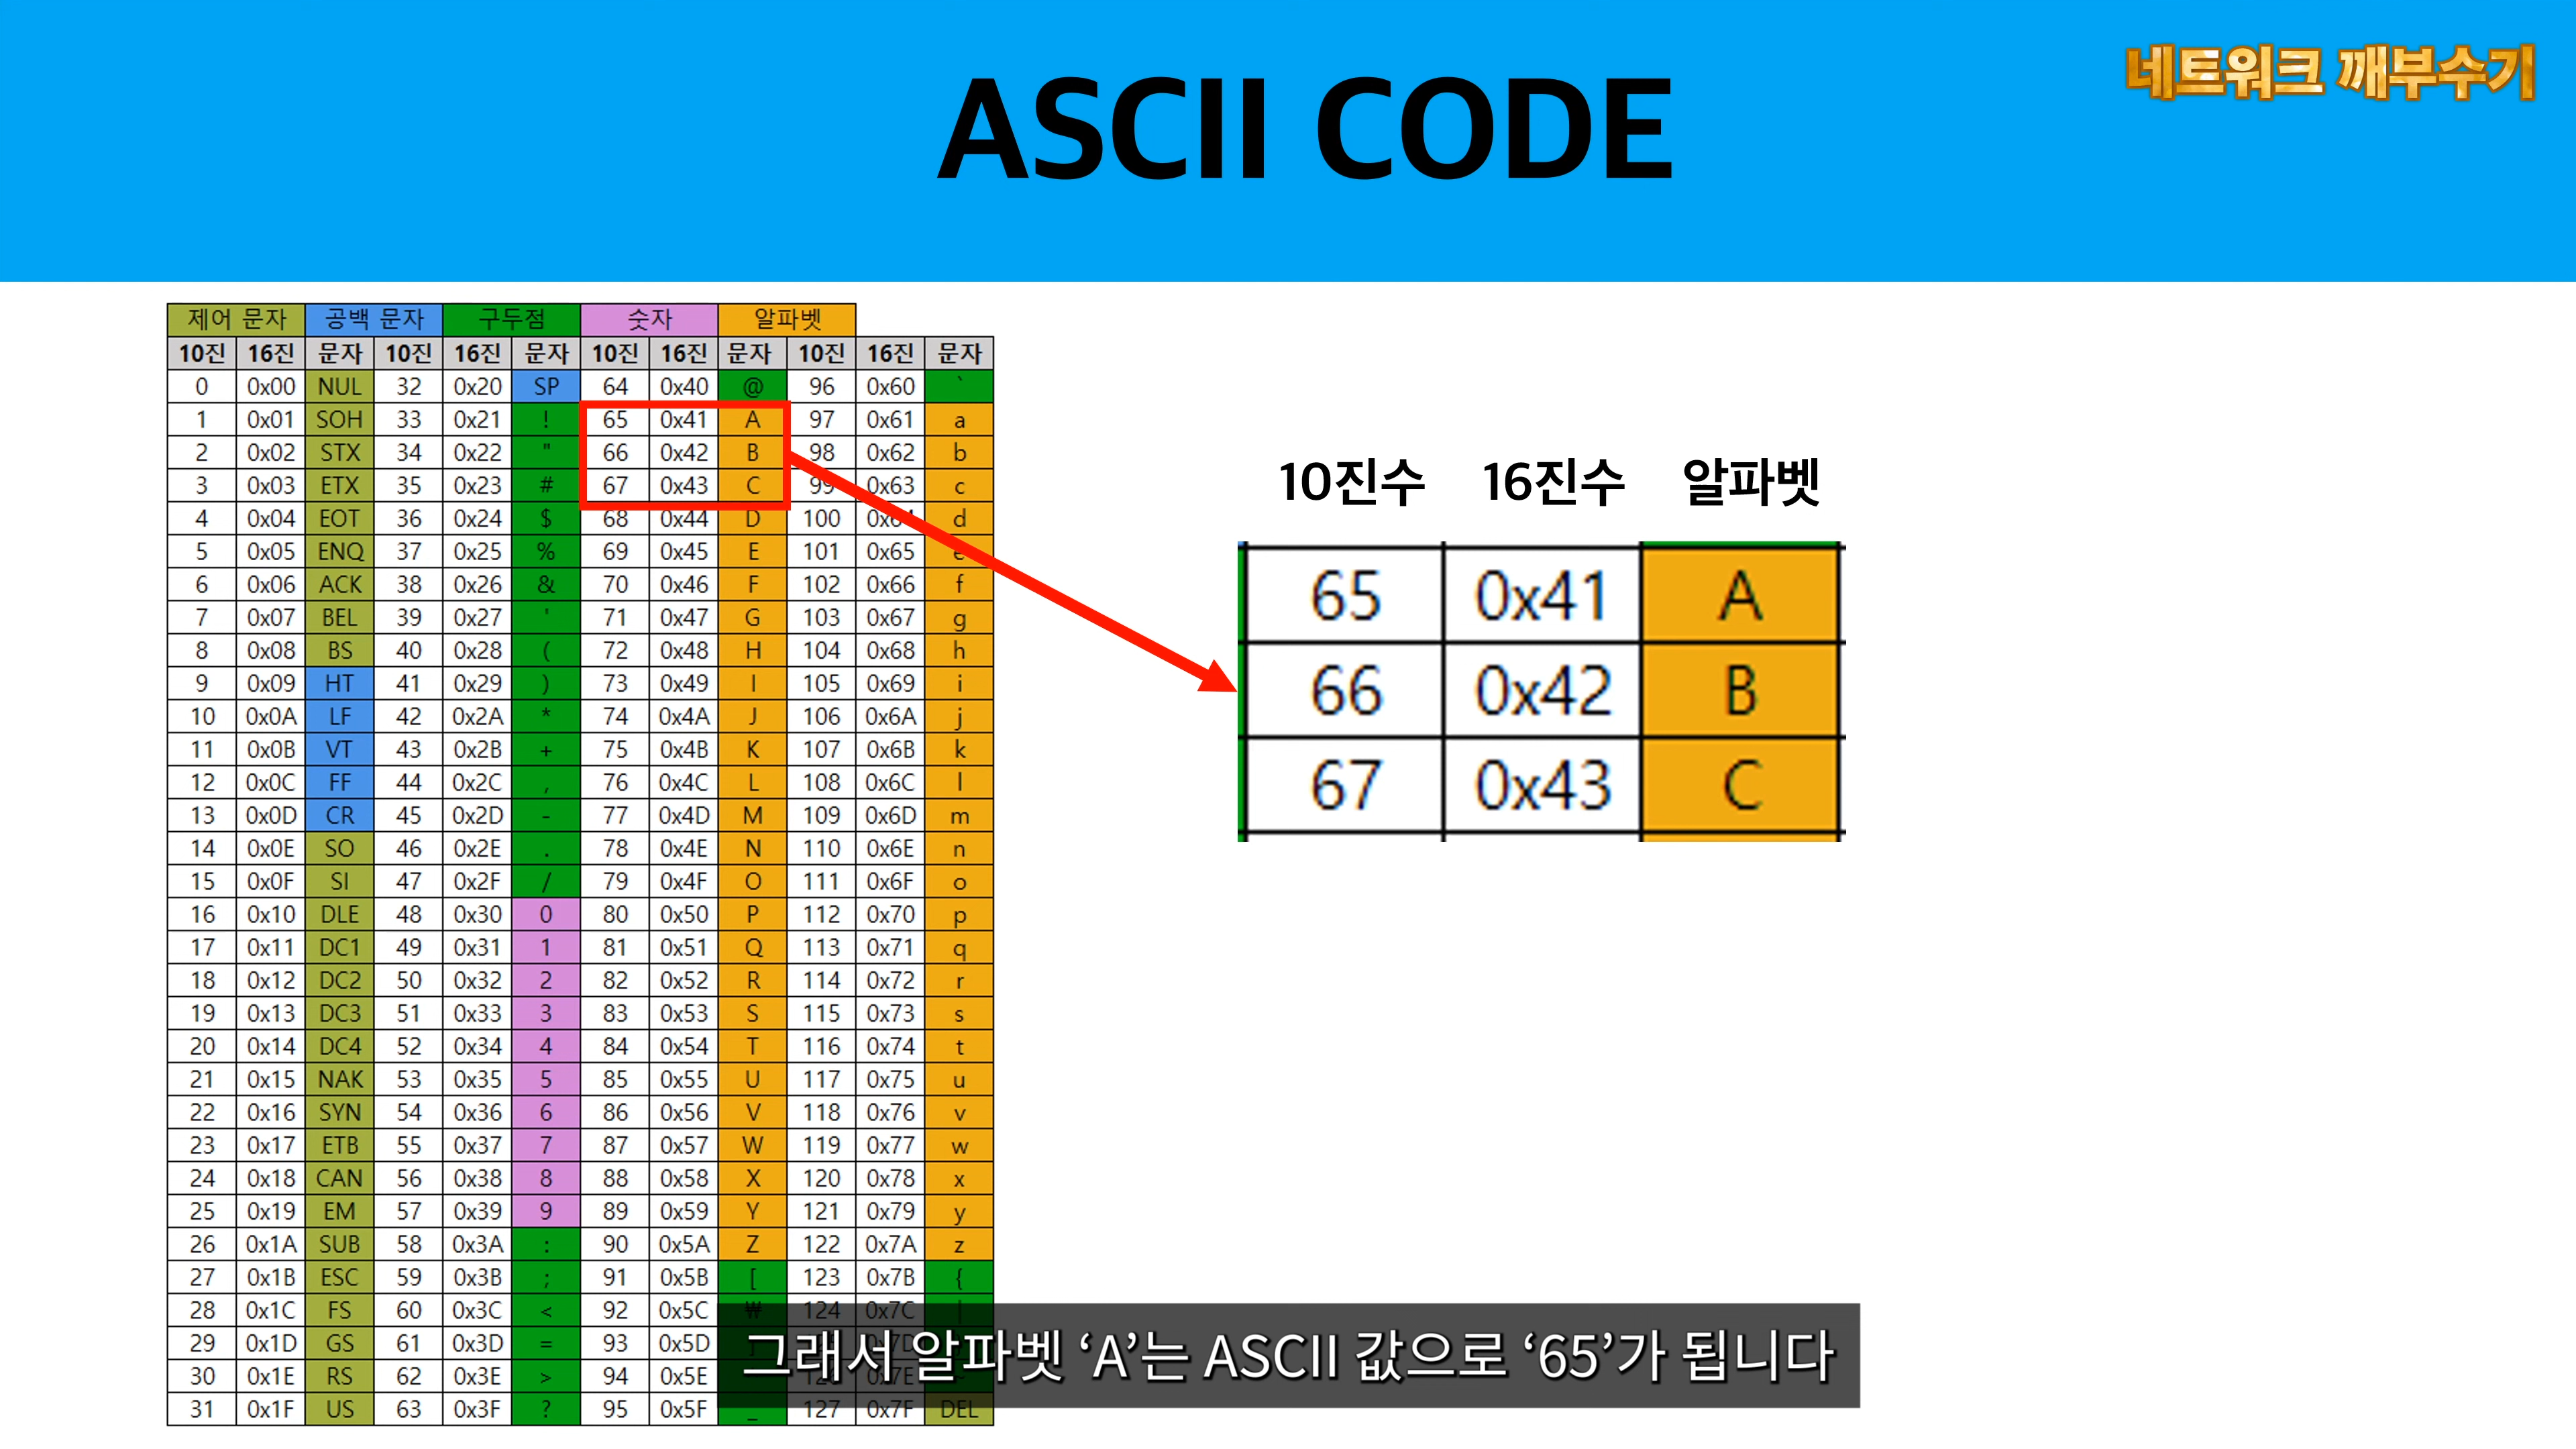 ASCII CODE
네트워크 깨부수기
제어 문자 공백 문자 구두점 숫자 알파벳
10진 16진 문자 10진 16진 문자 10진 16진 문자 10진 16진 문자
0 0x00 NUL 32 0x20 SP 64 0x40 @ 96 0x60 `
1 0x01 SOH 33 0x21 ! 65 0x41 A 97 0x61 a
2 0x02 STX 34 0x22 " 66 0x42 B 98 0x62 b
3 0x03 ETX 35 0x23 # 67 0x43 C 99 0x63 c
4 0x04 EOT 36 0x24 $ 68 0x44 D 100 0x64 d
5 0x05 ENQ 37 0x25 % 69 0x45 E 101 0x65 e
6 0x06 ACK 38 0x26 & 70 0x46 F 102 0x66 f
7 0x07 BEL 39 0x27 ' 71 0x47 G 103 0x67 g
8 0x08 BS 40 0x28 ( 72 0x48 H 104 0x68 h
9 0x09 HT 41 0x29 ) 73 0x49 I 105 0x69 i
10 0x0A LF 42 0x2A * 74 0x4A J 106 0x6A j
11 0x0B VT 43 0x2B + 75 0x4B K 107 0x6B k
12 0x0C FF 44 0x2C , 76 0x4C L 108 0x6C l
13 0x0D CR 45 0x2D - 77 0x4D M 109 0x6D m
14 0x0E SO 46 0x2E . 78 0x4E N 110 0x6E n
15 0x0F SI 47 0x2F / 79 0x4F O 111 0x6F o
16 0x10 DLE 48 0x30 0 80 0x50 P 112 0x70 p
17 0x11 DC1 49 0x31 1 81 0x51 Q 113 0x71 q
18 0x12 DC2 50 0x32 2 82 0x52 R 114 0x72 r
19 0x13 DC3 51 0x33 3 83 0x53 S 115 0x73 s
20 0x14 DC4 52 0x34 4 84 0x54 T 116 0x74 t
21 0x15 NAK 53 0x35 5 85 0x55 U 117 0x75 u
22 0x16 SYN 54 0x36 6 86 0x56 V 118 0x76 v
23 0x17 ETB 55 0x37 7 87 0x57 W 119 0x77 w
24 0x18 CAN 56 0x38 8 88 0x58 X 120 0x78 x
25 0x19 EM 57 0x39 9 89 0x59 Y 121 0x79 y
26 0x1A SUB 58 0x3A : 90 0x5A Z 122 0x7A z
27 0x1B ESC 59 0x3B ; 91 0x5B [ 123 0x7B {
28 0x1C FS 60 0x3C < 92 0x5C ₩ 124 0x7C |
29 0x1D GS 61 0x3D = 93 0x5D
30 0x1E RS 62 0x3E > 94 0x5E
31 0x1F US 63 0x3F ? 95 0x5F _ 127 0x7F DEL
10진수 16진수 알파벳
65 0x41 A
66 0x42 B
67 0x43 C
그래서 알파벳 ‘A’는 ASCII 값으로 ‘65’가 됩니다